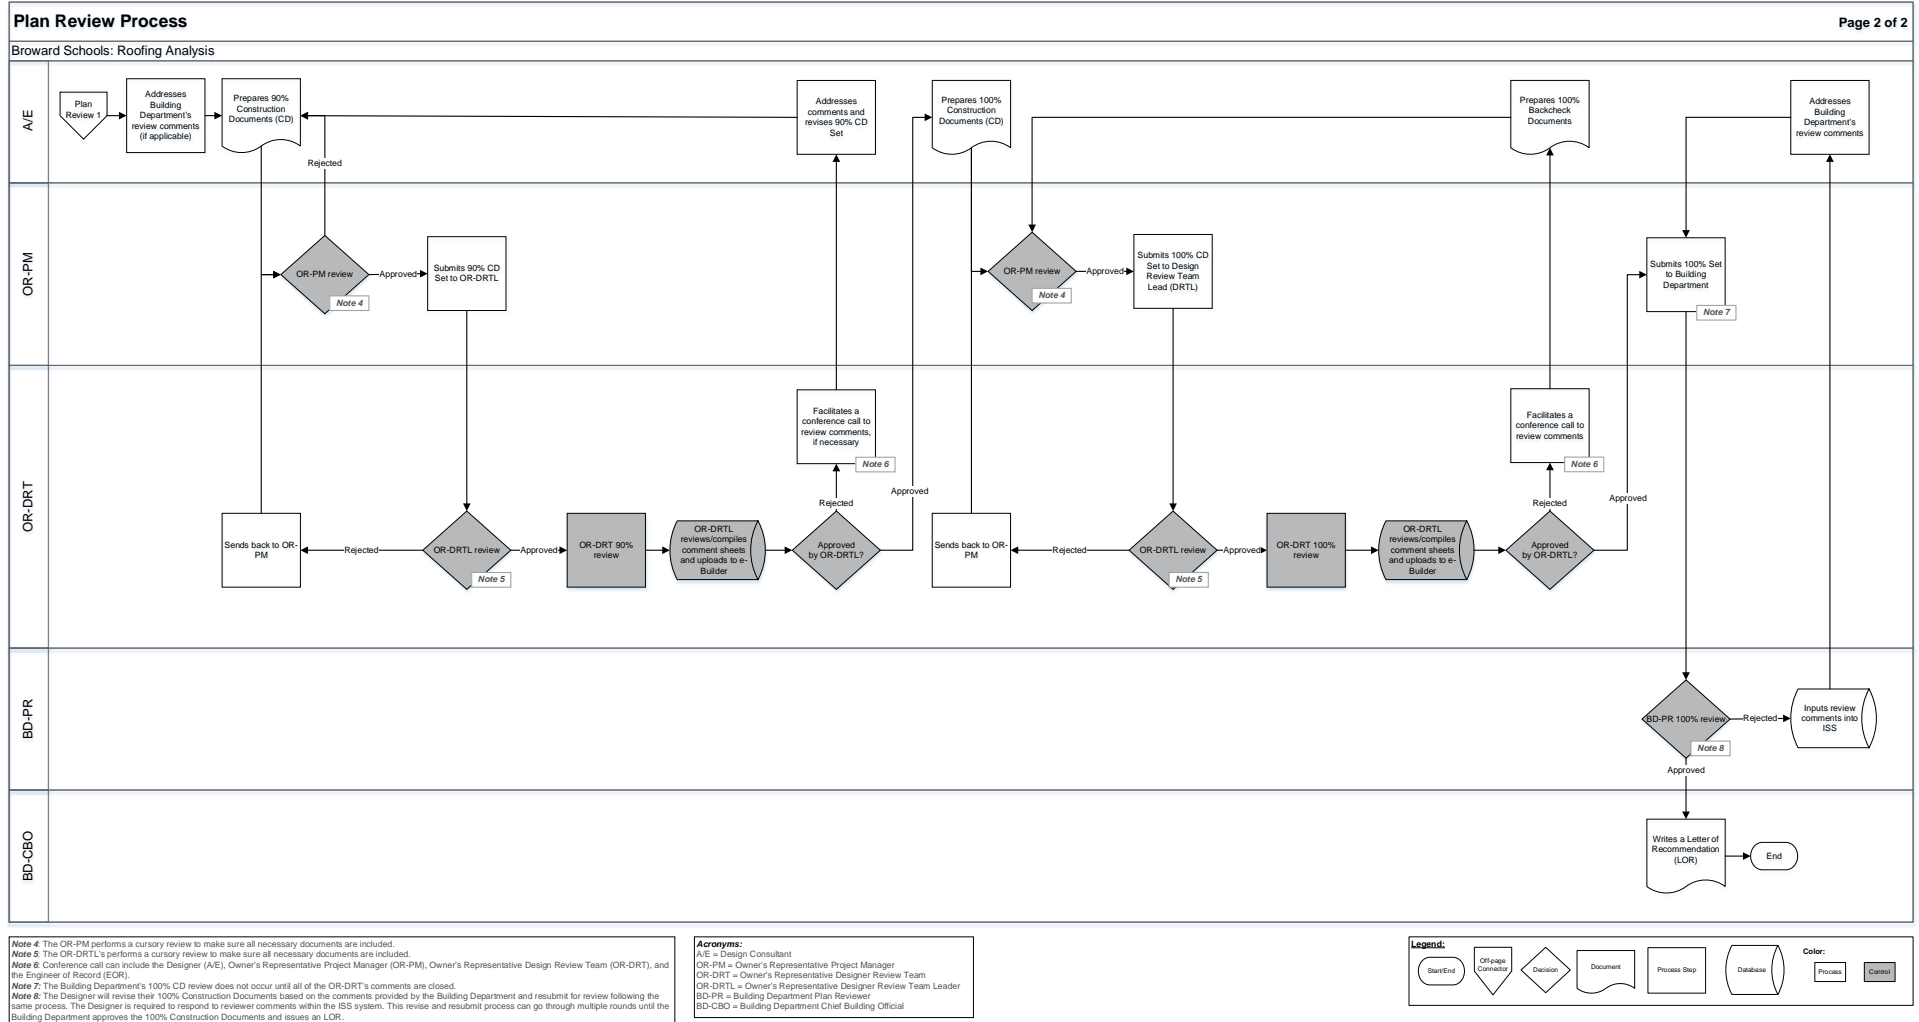 Plan Review Process
Page 2 of 2
Broward Schools: Roofing Analysis
A/E
Plan
Review 1
Addresses
Building
Department's
review comments
(if applicable)
Prepares 90%
Construction
Documents (CD)
Rejected
Addresses
comments and
revises 90% CD
Set
Prepares 100%
Construction
Documents (CD)
Prepares 100%
Backcheck
Documents
Addresses
Building
Department's
review comments
OR-PM
OR-PM review
Note 4
Approved
Submits 90% CD
Set to OR-DRTL
OR-PM review
Note 4
Approved
Submits 100% CD
Set to Design
Review Team
Lead (DRTL)
Submits 100% Set
to Building
Department
Note 7
OR-DRT
Sends back to OR-
PM
Rejected
OR-DRTL review
Note 5
Approved
OR-DRT 90%
review
OR-DRTL
reviews/compiles
comment sheets
and uploads to e-
Builder
Approved
by OR-DRTL?
Rejected
Facilitates a
conference call to
review comments,
if necessary
Note 6
Approved
Sends back to OR-
PM
Rejected
OR-DRTL review
Note 5
Approved
OR-DRT 100%
review
OR-DRTL
reviews/compiles
comment sheets
and uploads to e-
Builder
Approved
by OR-DRTL?
Rejected
Facilitates a
conference call to
review comments
Note 6
Approved
BD-PR
BD-PR 100% review
Note 8
Rejected
Inputs review
comments into
ISS
Approved
BD-CBO
Writes a Letter of
Recommendation
(LOR)
End
Note 4: The OR-PM performs a cursory review to make sure all necessary documents are included.
Note 5: The OR-DRTL's performs a cursory review to make sure all necessary documents are included.
Note 6: Conference call can include the Designer (A/E), Owner's Representative Project Manager (OR-PM), Owner's Representative Design Review Team (OR-DRT), and
the Engineer of Record (EOR).
Note 7: The Building Department's 100% CD review does not occur until all of the OR-DRT's comments are closed.
Note 8: The Designer will revise their 100% Construction Documents based on the comments provided by the Building Department and resubmit for review following the
same process. The Designer is required to respond to reviewer comments within the ISS system. This revise and resubmit process can go through multiple rounds until the
Building Department approves the 100% Construction Documents and issues an LOR.
Acronyms:
A/E = Design Consultant
OR-PM = Owner's Representative Project Manager
OR-DRT = Owner's Representative Designer Review Team
OR-DRTL = Owner's Representative Designer Review Team Leader
BD-PR = Building Department Plan Reviewer
BD-CBO = Building Department Chief Building Official
Legend:
Start/End
Off-page
Connector
Decision
Document
Process Step
Database
Color:
Process
Control